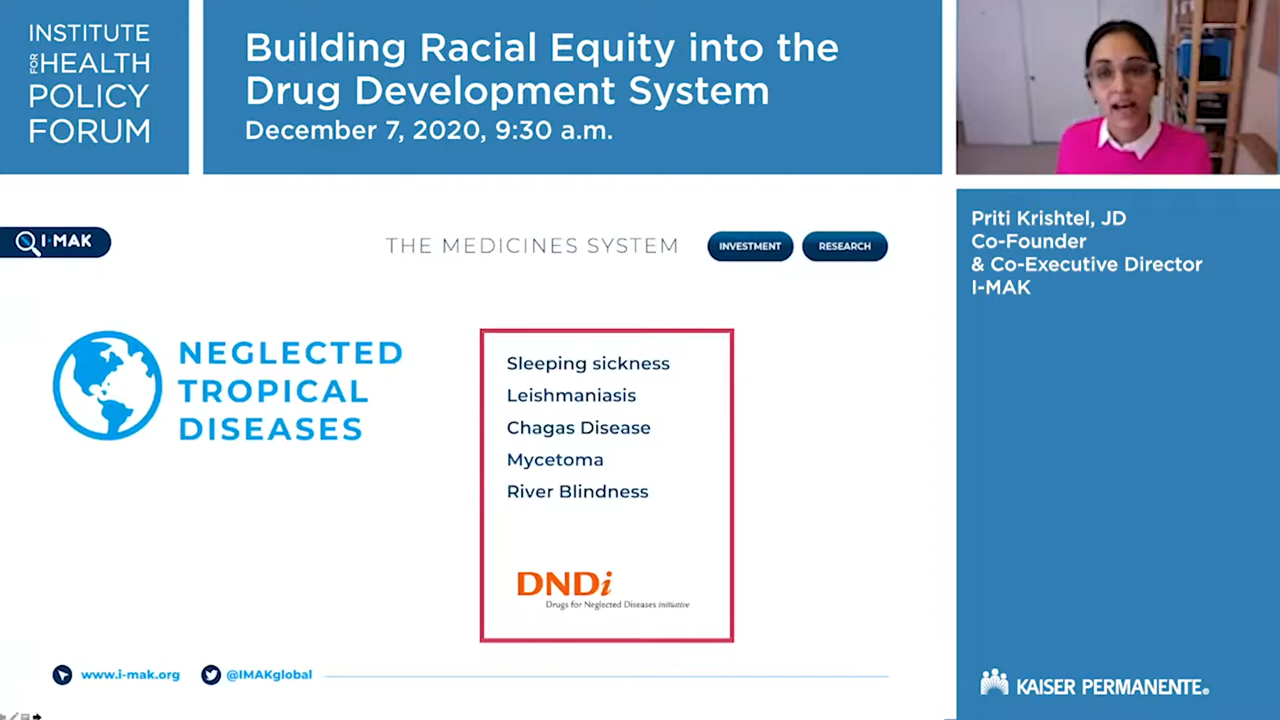 INSTITUTE
FOR HEALTH
POLICY
FORUM
Building Racial Equity into the
Drug Development System
December 7, 2020, 9:30 a.m.
Priti Krishtel, JD
Co-Founder
& Co-Executive Director
I-MAK
I-MAK
THE MEDICINES SYSTEM
INVESTMENT
RESEARCH
NEGLECTED
TROPICAL
DISEASES
Sleeping sickness
Leishmaniasis
Chagas Disease
Mycetoma
River Blindness
DNDi
Drugs for Neglected Diseases initiative
www.i-mak.org
@IMAKglobal
KAISER PERMANENTE®